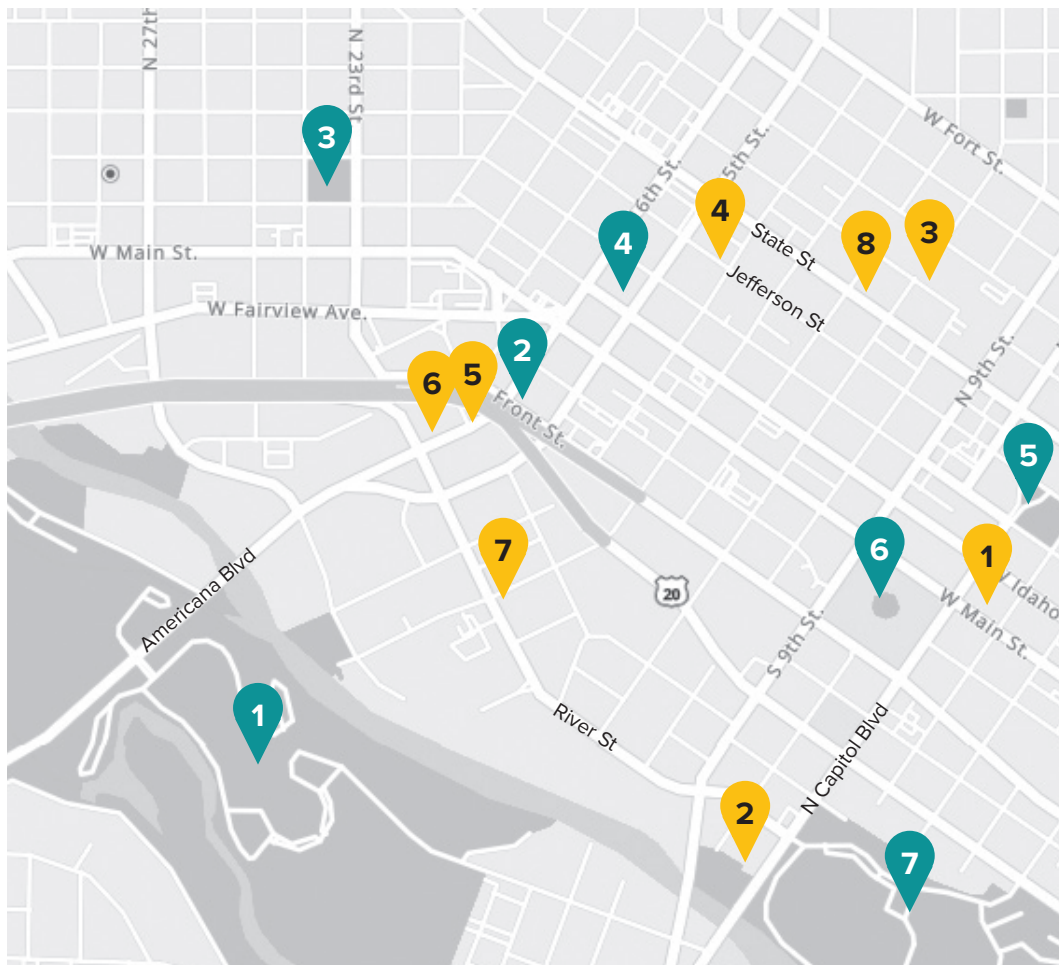 N 27th
N 23rd St
3
W Fort St.
5th St.
6th St.
4
3
8
4
State St
Jefferson St
W Main St.
W Fairview Ave.
2
N 9th St.
5
6
Front St.
5
6
1
7
20
Idaho
W Main St.
Americana Blvd
S 9th St.
1
River St
N Capitol Blvd
2
7